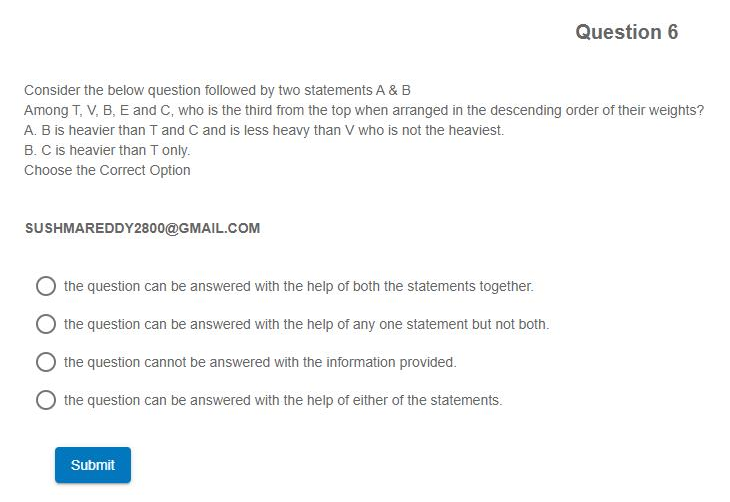 Question 6
Consider the below question followed by two statements A & B
Among T, V, B, E and C, who is the third from the top when arranged in the descending order of their weights?
A. B is heavier than T and C and is less heavy than V who is not the heaviest.
B. C is heavier than T only.
Choose the Correct Option
SUSHMAREDDY2800@GMAIL.COM
the question can be answered with the help of both the statements together.
the question can be answered with the help of any one statement but not both.
the question cannot be answered with the information provided.
the question can be answered with the help of either of the statements.
Submit